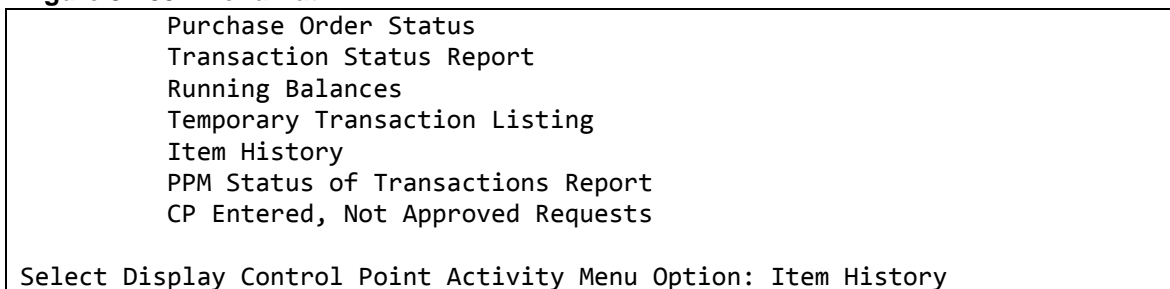 Purchase Order Status
Transaction Status Report
Running Balances
Temporary Transaction Listing
Item History
PPM Status of Transactions Report
CP Entered, Not Approved Requests
Select Display Control Point Activity Menu Option: Item History